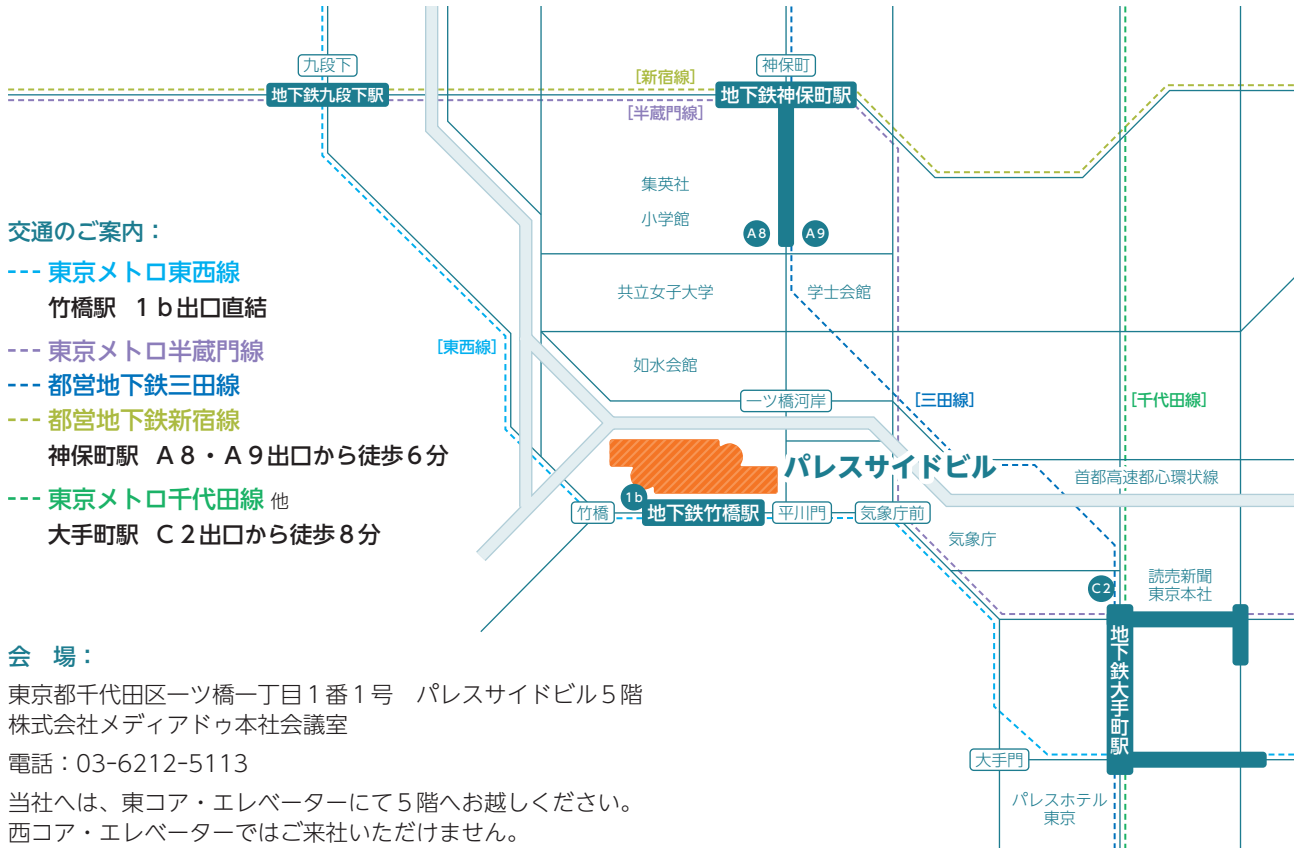 九段下
地下鉄九段下駅
[新宿線]
[半蔵門線]
神保町
地下鉄神保町駅
集英社
小学館
A8
A9
共立女子大学
学士会館
[東西線]
如水会館
一ツ橋河岸
[三田線]
[千代田線]
パレスサイドビル
首都高速都心環状線
1b
竹橋
地下鉄竹橋駅
平川門
気象庁前
気象庁
C2
読売新聞
東京本社
地下鉄大手町駅
大手門
パレスホテル
東京
交通のご案内：
--- 東京メトロ東西線
竹橋駅 1b出口直結
--- 東京メトロ半蔵門線
--- 都営地下鉄三田線
--- 都営地下鉄新宿線
神保町駅 A8・A9出口から徒歩6分
--- 東京メトロ千代田線 他
大手町駅 C2出口から徒歩8分
会　場：
東京都千代田区一ツ橋一丁目1番1号　パレスサイドビル5階
株式会社メディアドゥ本社会議室
電話：03-6212-5113
当社へは、東コア・エレベーターにて5階へお越しください。
西コア・エレベーターではご来社いただけません。